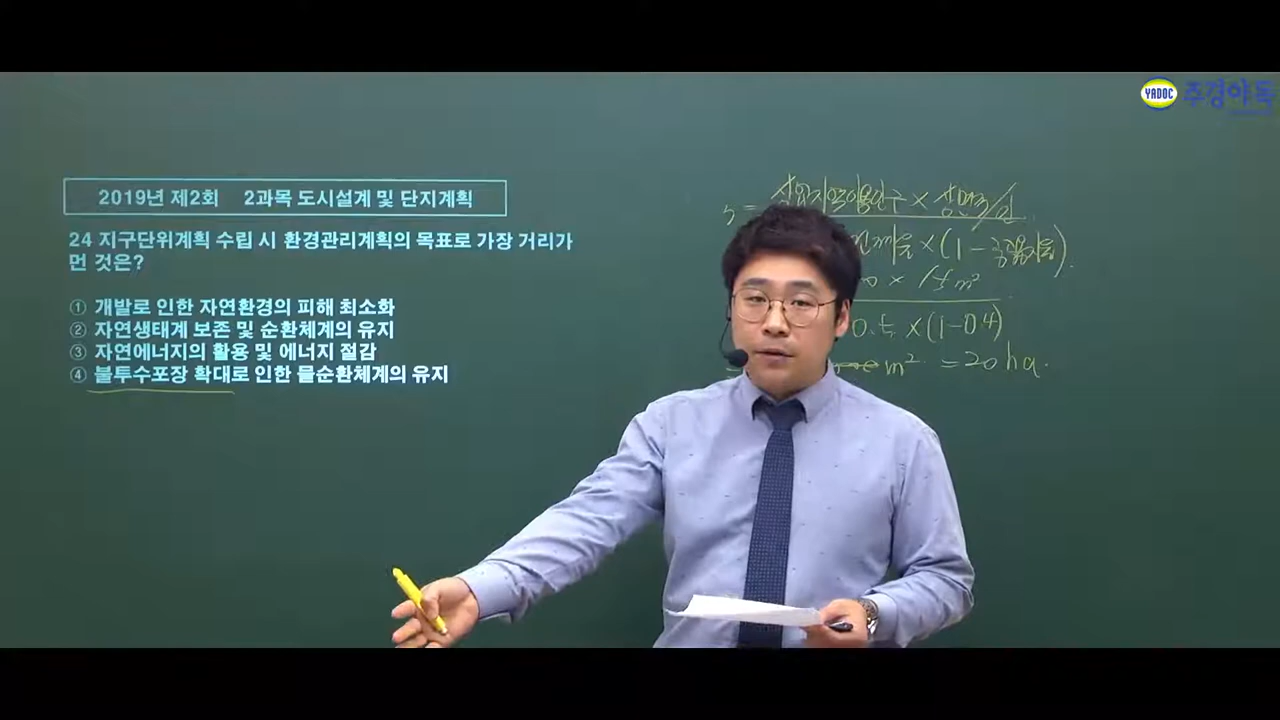 YADOC 주경야독
2019년 제2회 2과목 도시설계 및 단지계획
24 지구단위계획 수립 시 환경관리계획의 목표로 가장 거리가
먼 것은?
① 개발로 인한 자연환경의 피해 최소화
② 자연생태계 보존 및 순환체계의 유지
③ 자연에너지의 활용 및 에너지 절감
④ 불투수포장 확대로 인한 물순환체계의 유지
×(1-
× m²
×(1-0.4)
m² =20ha.